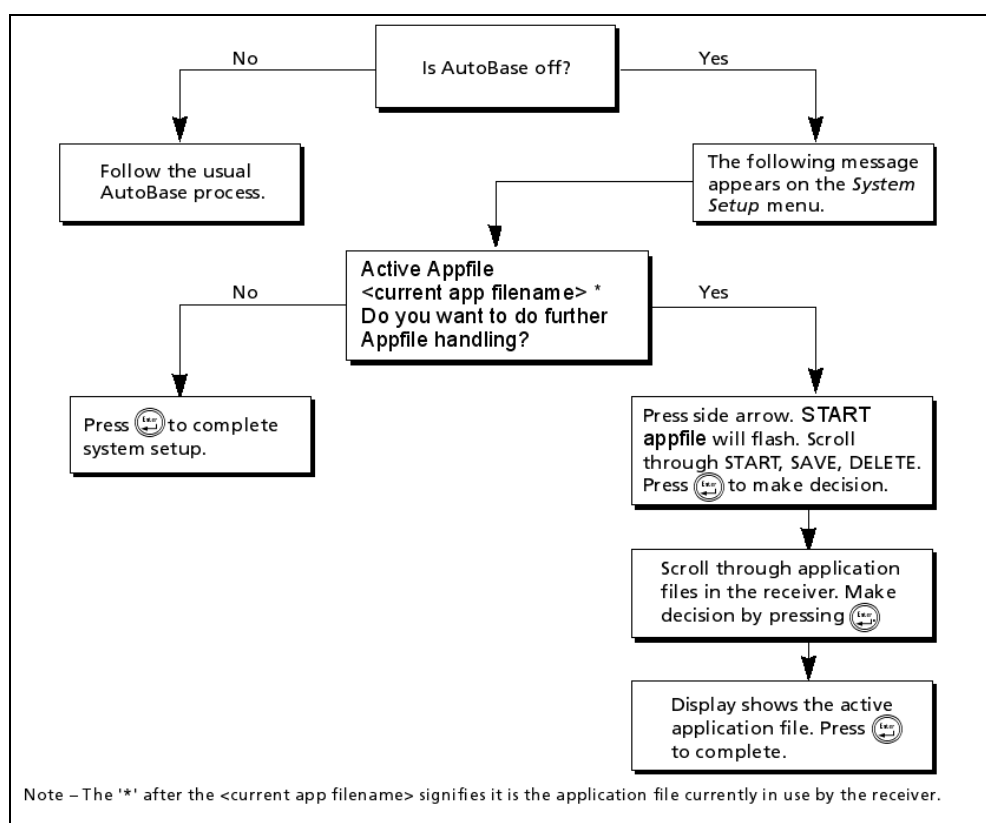 Is AutoBase off?
No
Yes
Follow the usual
AutoBase process.
The following message
appears on the System
Setup menu.
Active Appfile
<current app filename> *
Do you want to do further
Appfile handling?
No
Yes
Press Enter to complete
system setup.
Press side arrow. START
appfile will flash. Scroll
through START, SAVE, DELETE.
Press Enter to make decision.
Scroll through application
files in the receiver. Make
decision by pressing Enter.
Display shows the active
application file. Press Enter
to complete.
Note – The '*' after the <current app filename> signifies it is the application file currently in use by the receiver.